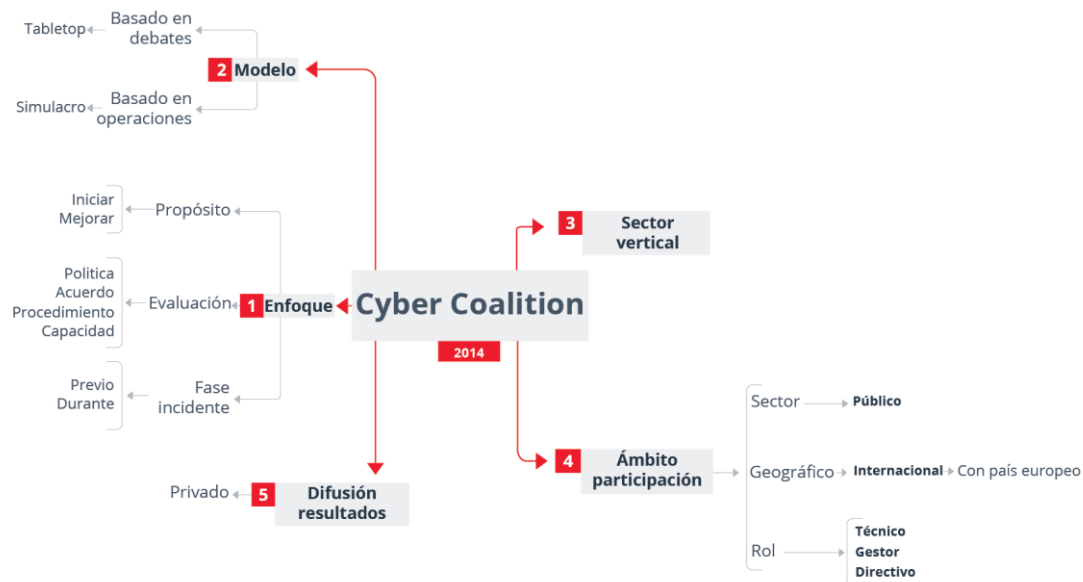 Tabletop
Basado en
debates
2 Modelo
Simulacro
Basado en
operaciones
Iniciar
Mejorar
Propósito
3 Sector
vertical
Politica
Acuerdo
Procedimiento
Capacidad
Evaluación
1 Enfoque
Cyber Coalition
2014
Previo
Durante
Fase
incidente
Sector
Público
4 Ámbito
participación
Geográfico
Internacional
Con país europeo
Privado
5 Difusión
resultados
Rol
Técnico
Gestor
Directivo